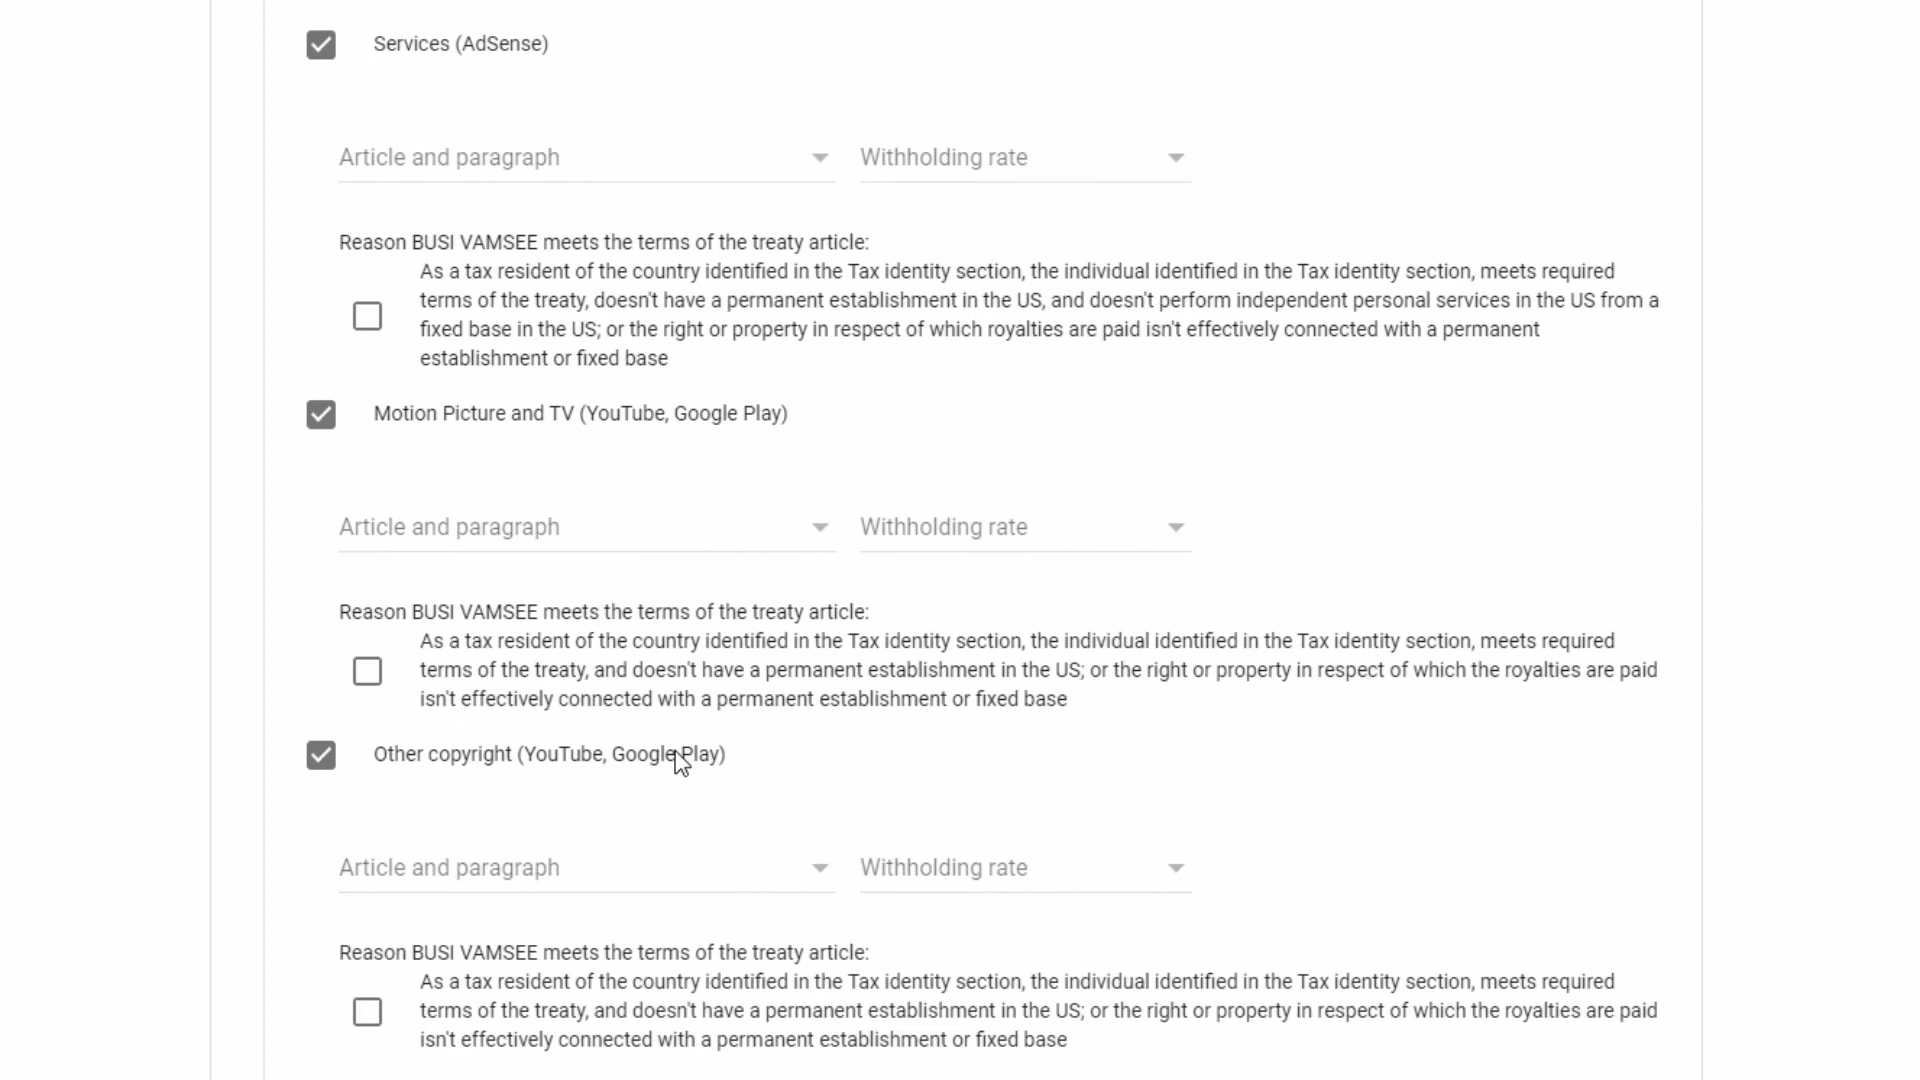 Services (AdSense)
Article and paragraph
Withholding rate
Reason BUSI VAMSEE meets the terms of the treaty article:
As a tax resident of the country identified in the Tax identity section, the individual identified in the Tax identity section, meets required
terms of the treaty, doesn't have a permanent establishment in the US, and doesn't perform independent personal services in the US from a
fixed base in the US; or the right or property in respect of which royalties are paid isn't effectively connected with a permanent
establishment or fixed base
Motion Picture and TV (YouTube, Google Play)
Article and paragraph
Withholding rate
Reason BUSI VAMSEE meets the terms of the treaty article:
As a tax resident of the country identified in the Tax identity section, the individual identified in the Tax identity section, meets required
terms of the treaty, and doesn't have a permanent establishment in the US; or the right or property in respect of which the royalties are paid
isn't effectively connected with a permanent establishment or fixed base
Other copyright (YouTube, Google Play)
Article and paragraph
Withholding rate
Reason BUSI VAMSEE meets the terms of the treaty article:
As a tax resident of the country identified in the Tax identity section, the individual identified in the Tax identity section, meets required
terms of the treaty, and doesn't have a permanent establishment in the US; or the right or property in respect of which the royalties are paid
isn't effectively connected with a permanent establishment or fixed base